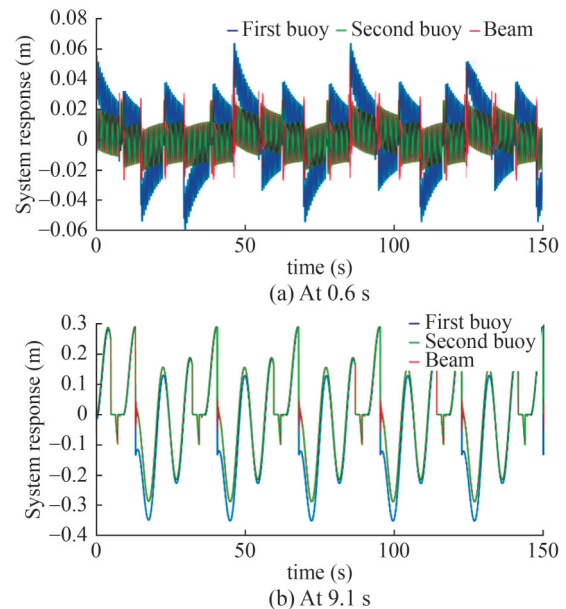 0.08
First buoy Second buoy Beam
0.06
0.04
0.02
0
-0.02
-0.04
-0.06
System response (m)
0 50 100 150
time (s)
(a) At 0.6 s
0.3
First buoy
Second buoy
Beam
0.2
0.1
0
-0.1
-0.2
-0.3
-0.4
System response (m)
0 50 100 150
time (s)
(b) At 9.1 s